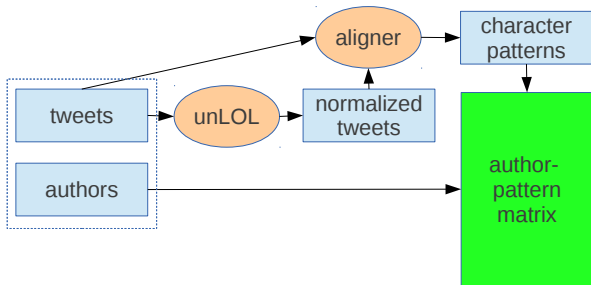 aligner
character
patterns
tweets
unLOL
normalized
tweets
authors
author-
pattern
matrix